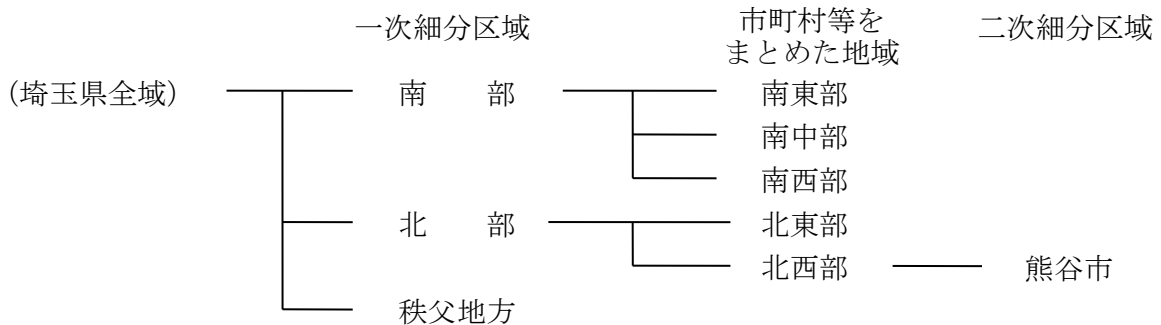 一次細分区域
市町村等を
まとめた地域
二次細分区域
(埼玉県全域)
南 部
南東部
南中部
南西部
北 部
北東部
北西部
熊谷市
秩父地方